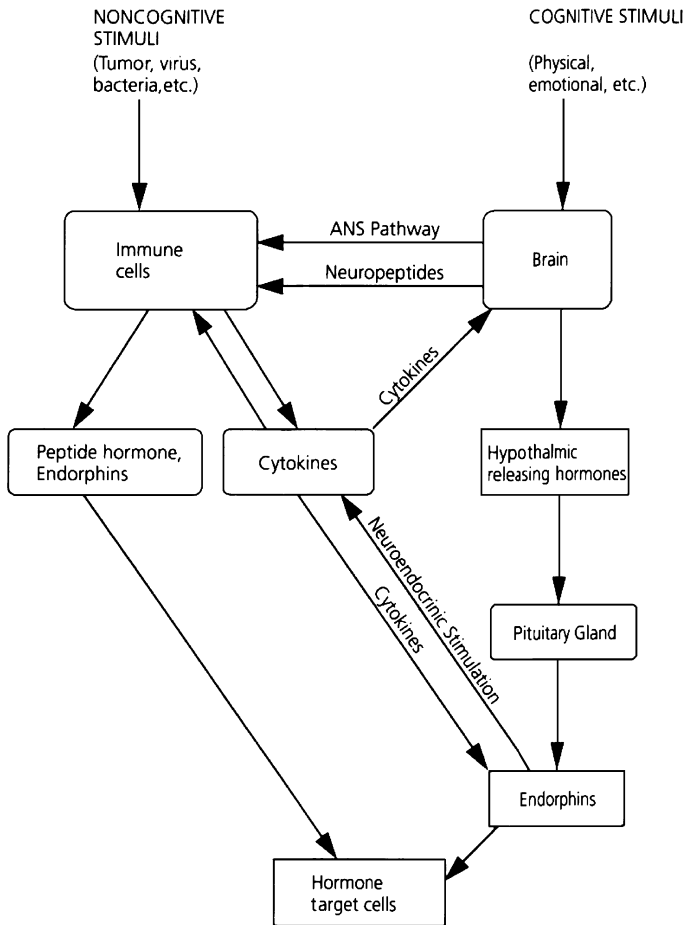 NONCOGNITIVE
STIMULI
(Tumor, virus,
bacteria,etc.)
COGNITIVE STIMULI
(Physical,
emotional, etc.)
Immune
cells
ANS Pathway
Neuropeptides
Brain
Cytokines
Peptide hormone,
Endorphins
Cytokines
Hypothalmic
releasing hormones
Neuroendocrinic Stimulation
Cytokines
Pituitary Gland
Endorphins
Hormone
target cells